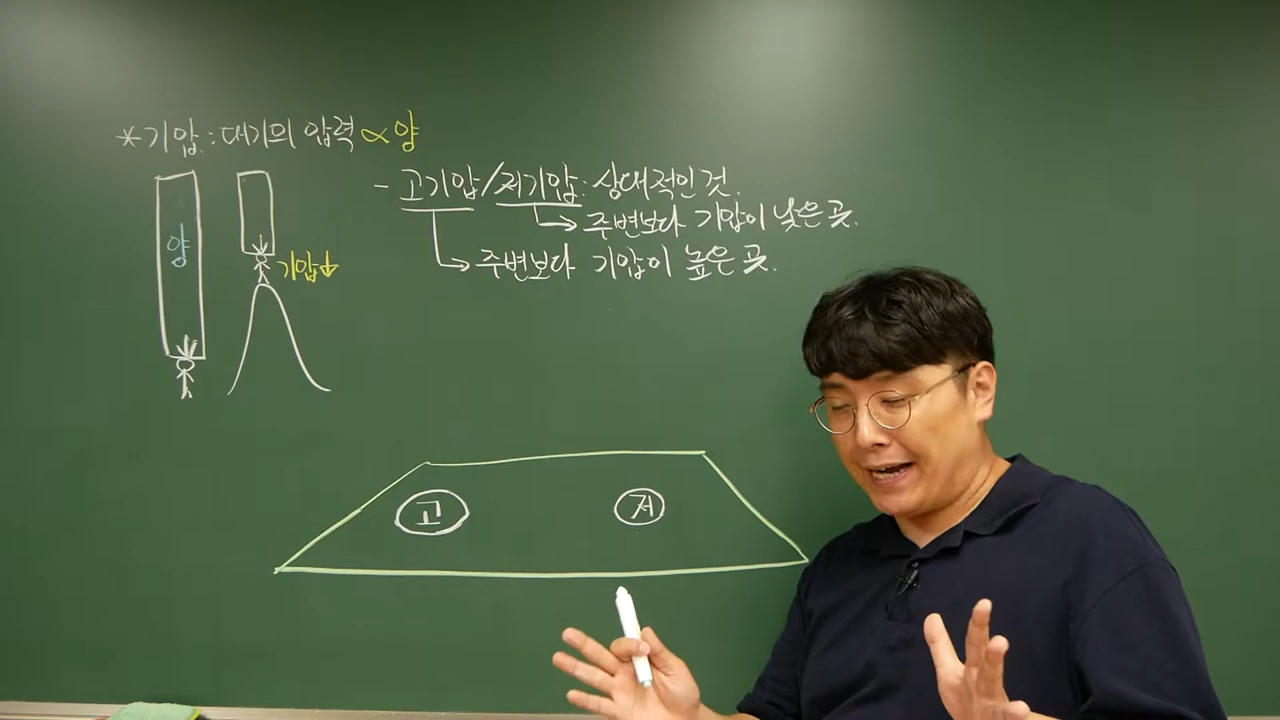 *기압: 대기의 압력 ∝ 양
- 고기압/저기압: 상대적인 것.
→ 주변보다 기압이 낮은 곳.
→ 주변보다 기압이 높은 곳.
양
기압↓
고
저